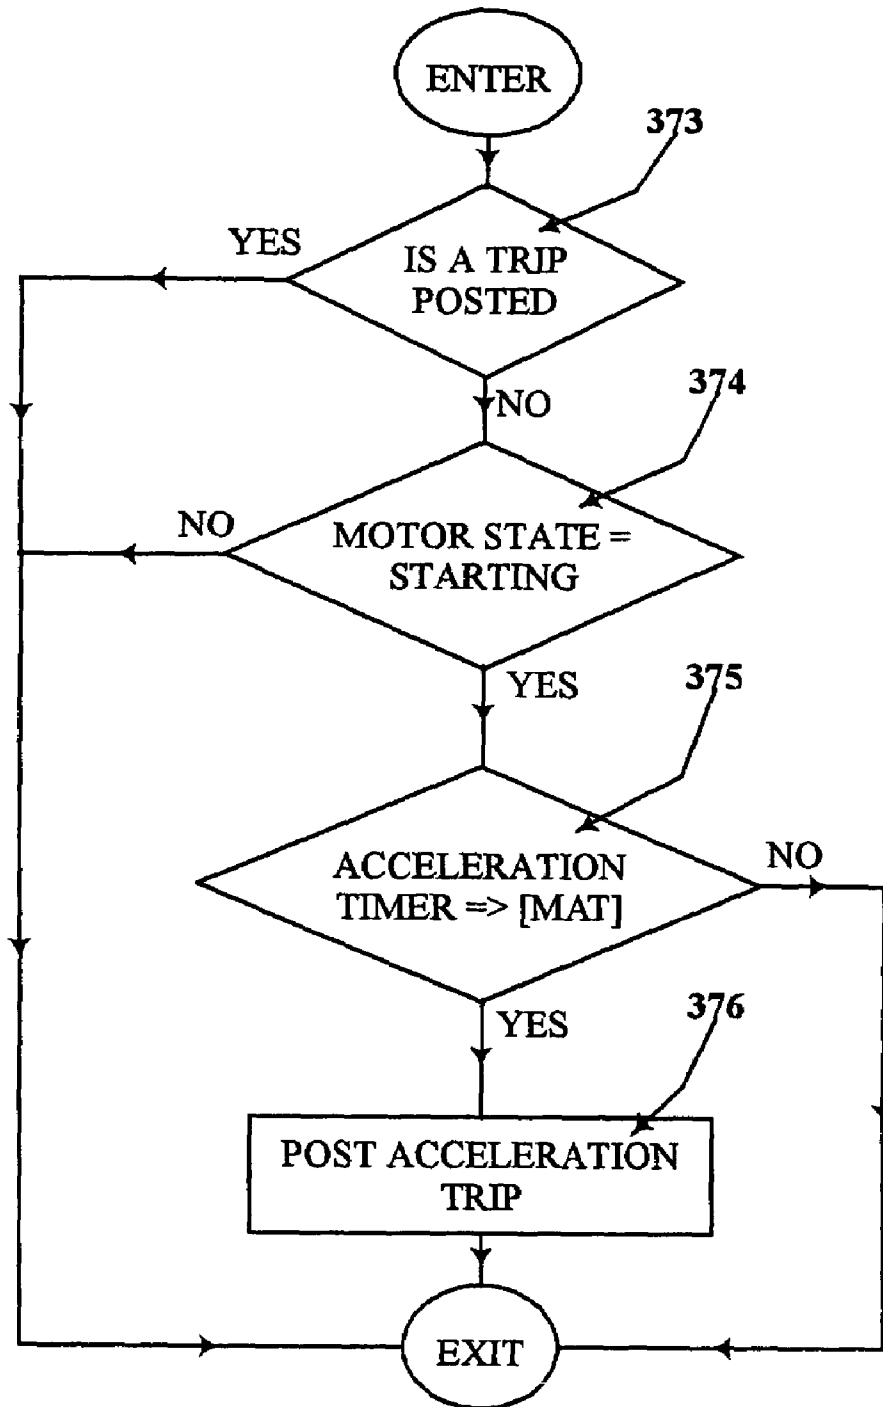 ENTER
373
YES
IS A TRIP
POSTED
NO
374
NO
MOTOR STATE =
STARTING
YES
375
ACCELERATION
TIMER => [MAT]
NO
YES
376
POST ACCELERATION
TRIP
EXIT